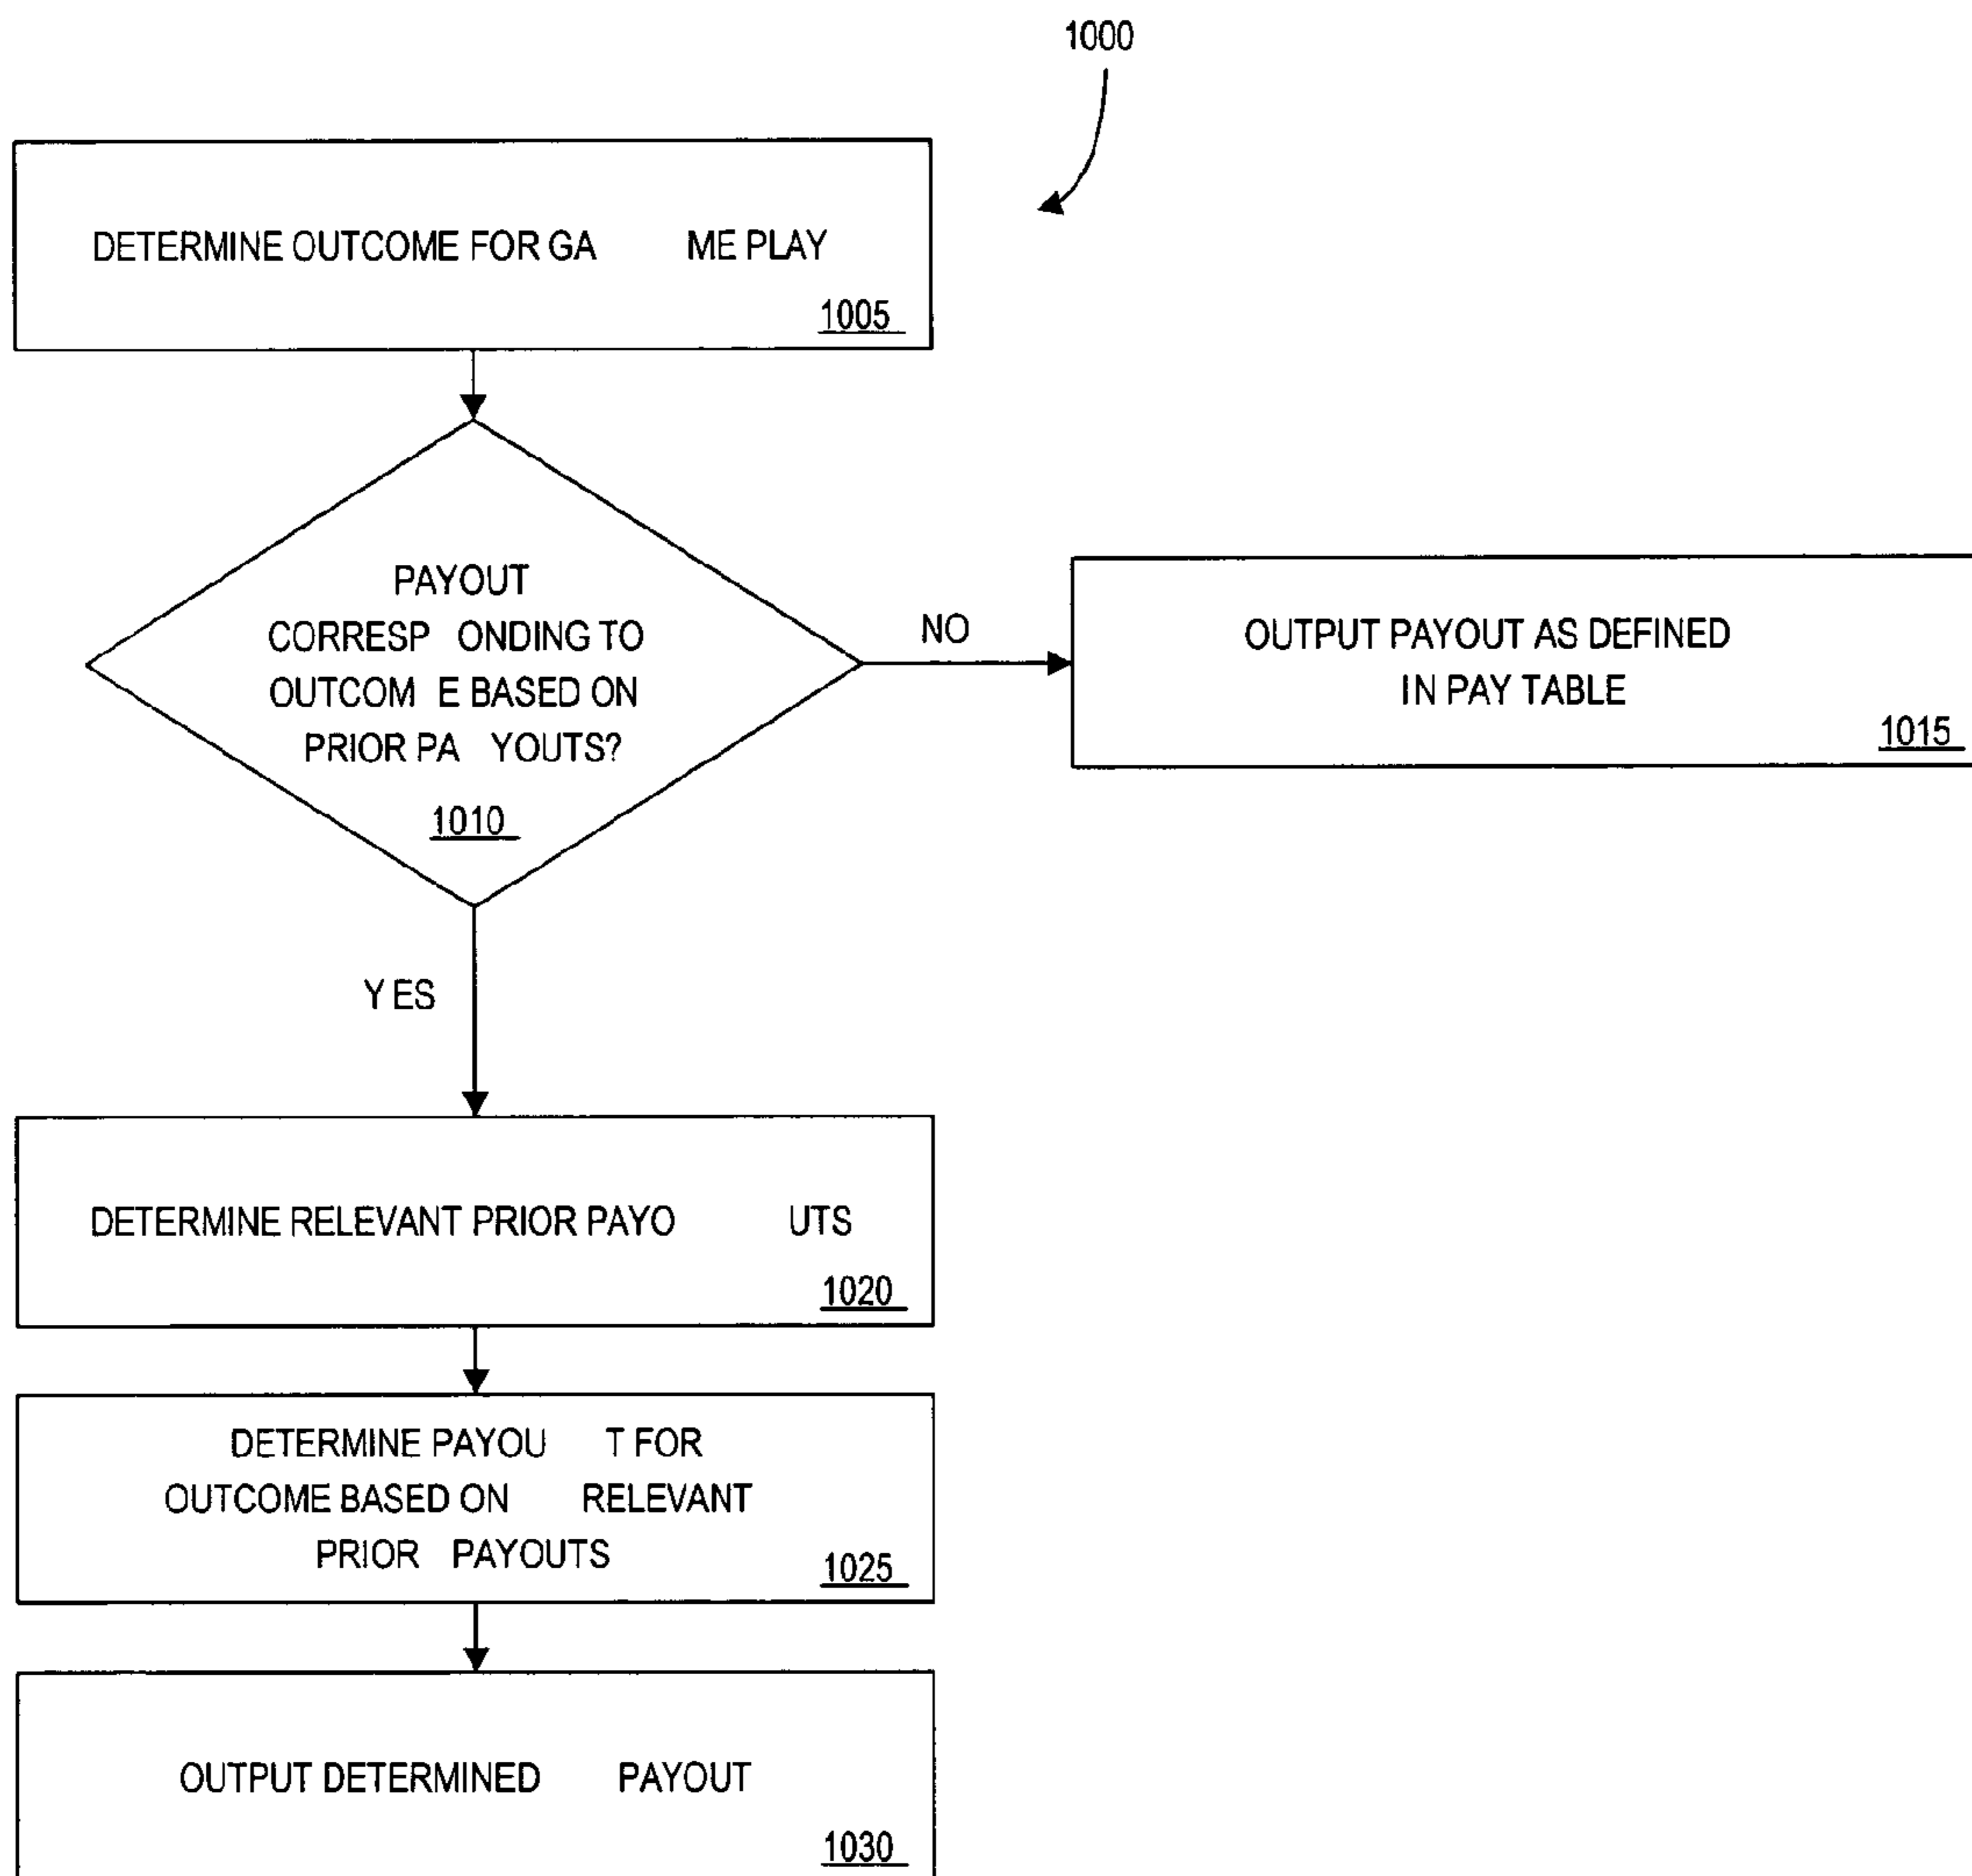 1000
DETERMINE OUTCOME FOR GA ME PLAY
1005
PAYOUT
CORRESP ONDING TO
OUTCOM E BASED ON
PRIOR PA YOUTS?
1010
NO
OUTPUT PAYOUT AS DEFINED
IN PAY TABLE
1015
Y ES
DETERMINE RELEVANT PRIOR PAYO UTS
1020
DETERMINE PAYOU T FOR
OUTCOME BASED ON RELEVANT
PRIOR PAYOUTS
1025
OUTPUT DETERMINED PAYOUT
1030